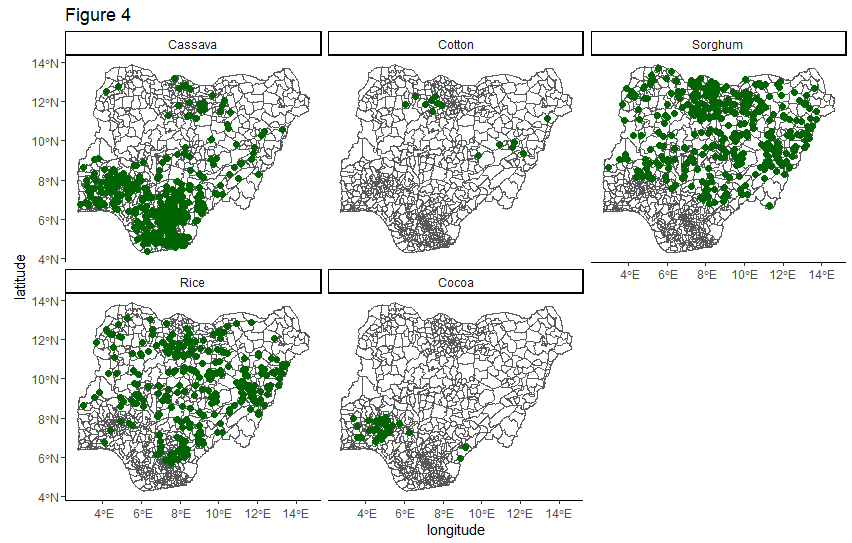 Figure 4
Cassava
Cotton
Sorghum
14°N
12°N
10°N
8°N
6°N
4°N
4°E 6°E 8°E 10°E 12°E 14°E
latitude
Rice
Cocoa
14°N
12°N
10°N
8°N
6°N
4°N
4°E 6°E 8°E 10°E 12°E 14°E
4°E 6°E 8°E 10°E 12°E 14°E
longitude